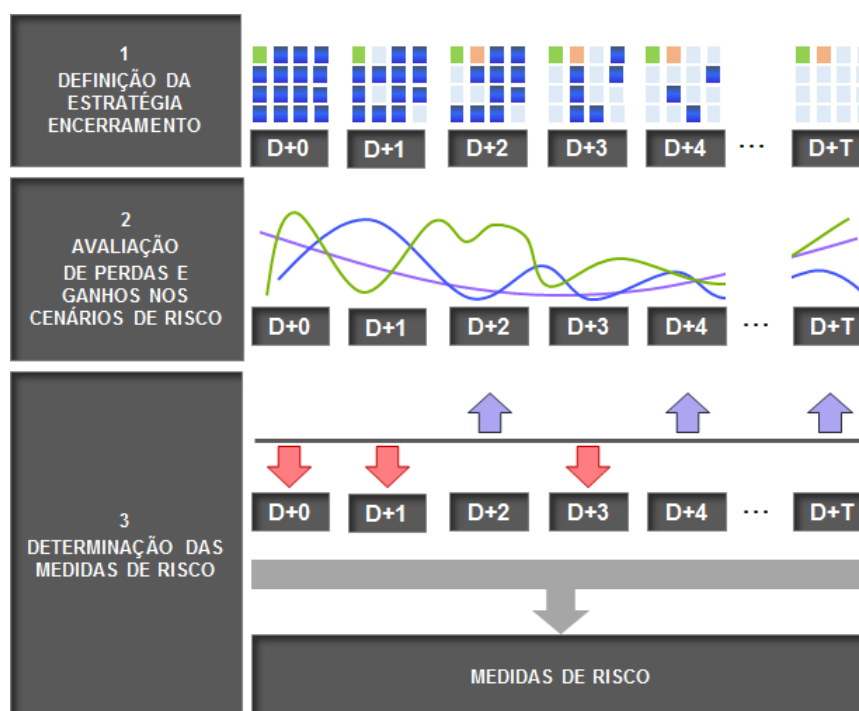 1
DEFINIÇÃO DA
ESTRATÉGIA
ENCERRAMENTO
D+0 D+1 D+2 D+3 D+4 ... D+T
2
AVALIAÇÃO
DE PERDAS E
GANHOS NOS
CENÁRIOS DE RISCO
D+0 D+1 D+2 D+3 D+4 ... D+T
3
DETERMINAÇÃO DAS
MEDIDAS DE RISCO
D+0 D+1 D+2 D+3 D+4 ... D+T
MEDIDAS DE RISCO